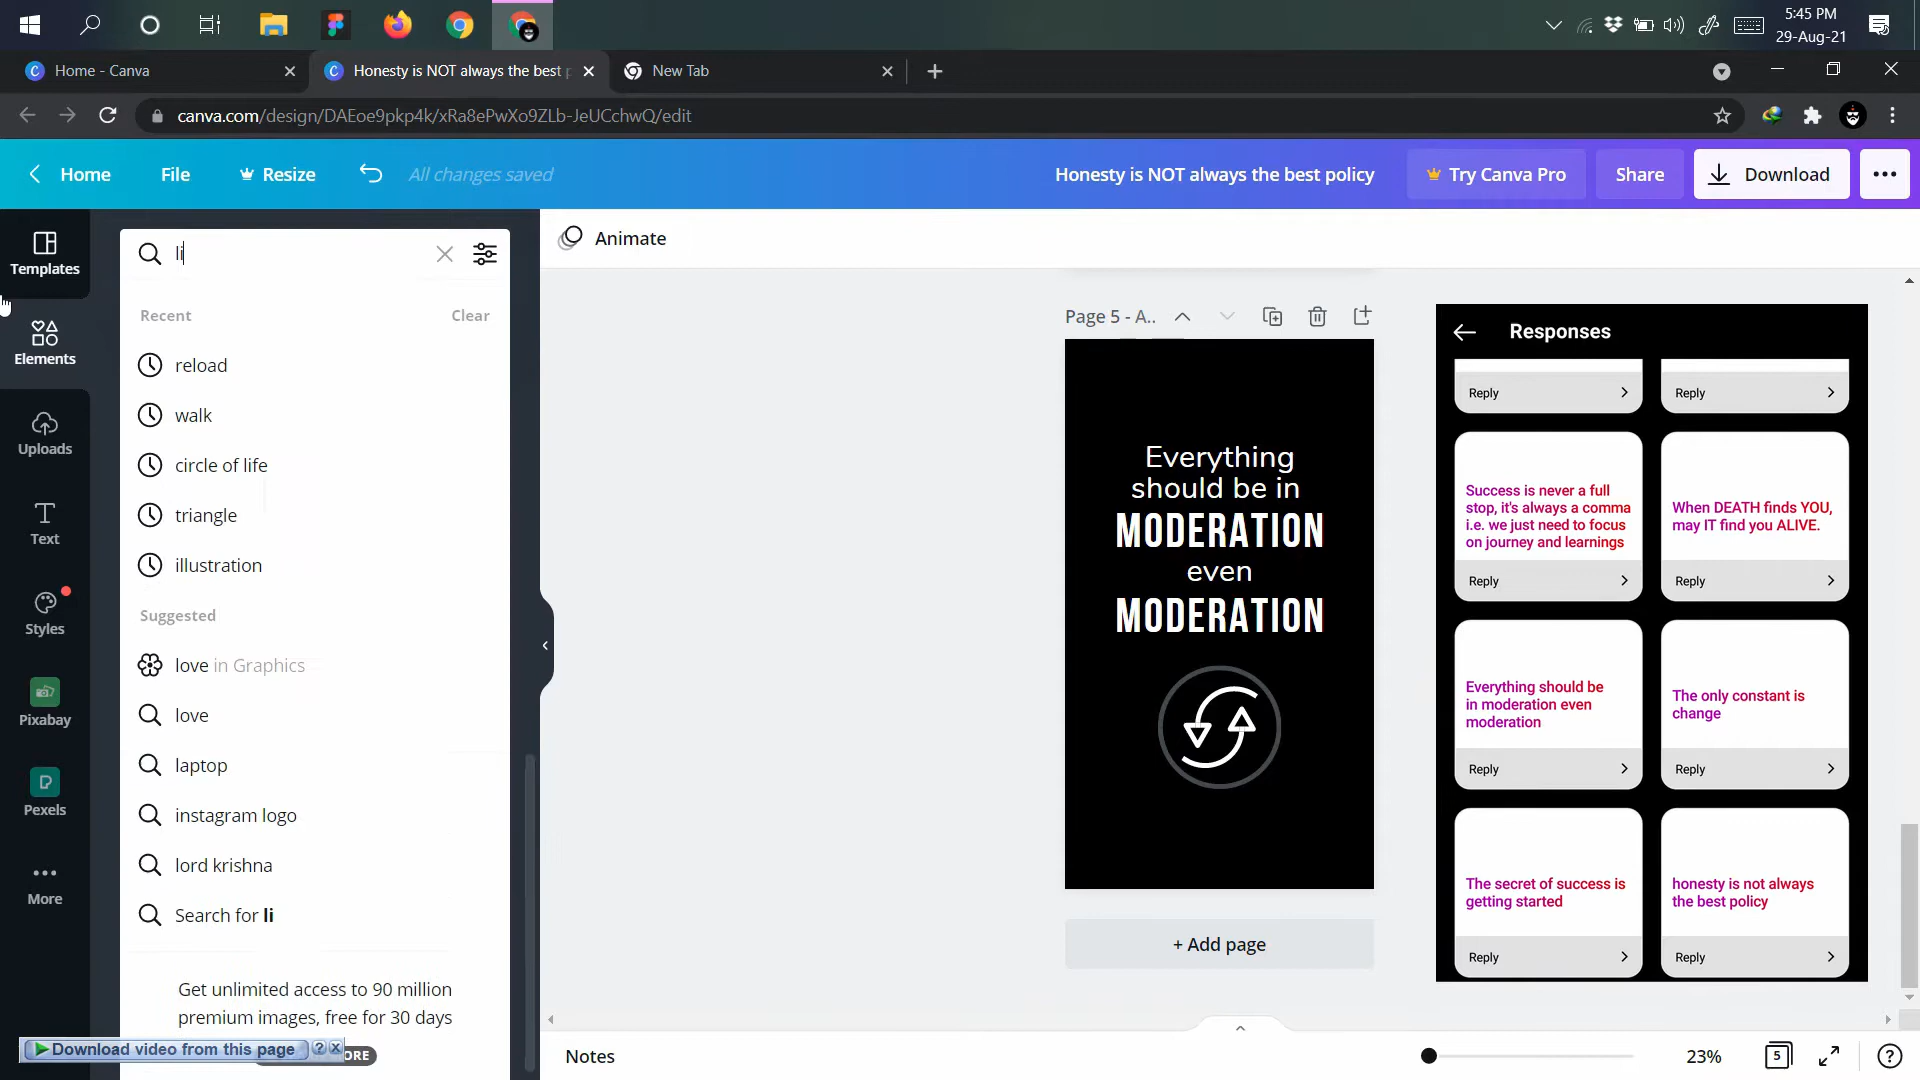 5:45 PM
29-Aug-21
Home - Canva
Honesty is NOT always the best p
New Tab
canva.com/design/DAEoe9pkp4k/xRa8ePwXo9ZLb-JeUCchwQ/edit
Home
File
Resize
All changes saved
Honesty is NOT always the best policy
Try Canva Pro
Share
Download
Templates
Elements
Uploads
Text
Styles
Pixabay
Pexels
More
li
Recent
Clear
reload
walk
circle of life
triangle
illustration
Suggested
love in Graphics
love
laptop
instagram logo
lord krishna
Search for li
Get unlimited access to 90 million
premium images, free for 30 days
ORE
Download video from this page
Animate
Page 5 - A..
Everything
should be in
MODERATION
even
MODERATION
+ Add page
Responses
Reply
Reply
Success is never a full
stop, it's always a comma
i.e. we just need to focus
on journey and learnings
Reply
When DEATH finds YOU,
may IT find you ALIVE.
Reply
Everything should be
in moderation even
moderation
Reply
The only constant is
change
Reply
The secret of success is
getting started
Reply
honesty is not always
the best policy
Reply
Notes
23%
5